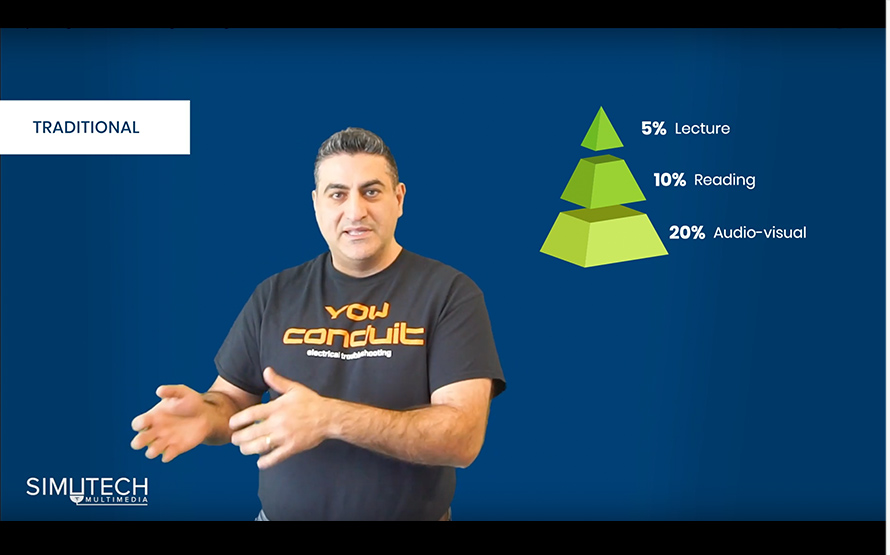 TRADITIONAL
5% Lecture
10% Reading
20% Audio-visual
YOW
conduit
electrical troubleshooting
SIMUTECH
MULTIMEDIA